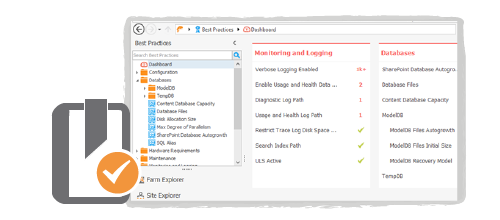 Best Practices ▸ Dashboard
Best Practices
Search Best Practices
Dashboard
Configuration
Databases
ModelDB
TempDB
Content Database Capacity
Database Files
Disk Allocation Size
Max Degree of Parallelism
SharePoint Database Autogrowth
SQL Alias
Hardware Requirements
Maintenance
Monitoring and Logging
Farm Explorer
Site Explorer
Monitoring and Logging
Verbose Logging Enabled
Enable Usage and Health Data ... 2
Diagnostic Log Path 1
Usage and Health Log Path 1
Restrict Trace Log Disk Space ...
Search Index Path
ULS Active
Databases
SharePoint Database Autogro
Database Files
Content Database Capacity
ModelDB
ModelDB Files Autogrowth
ModelDB Files Initial Size
ModelDB Recovery Model
TempDB